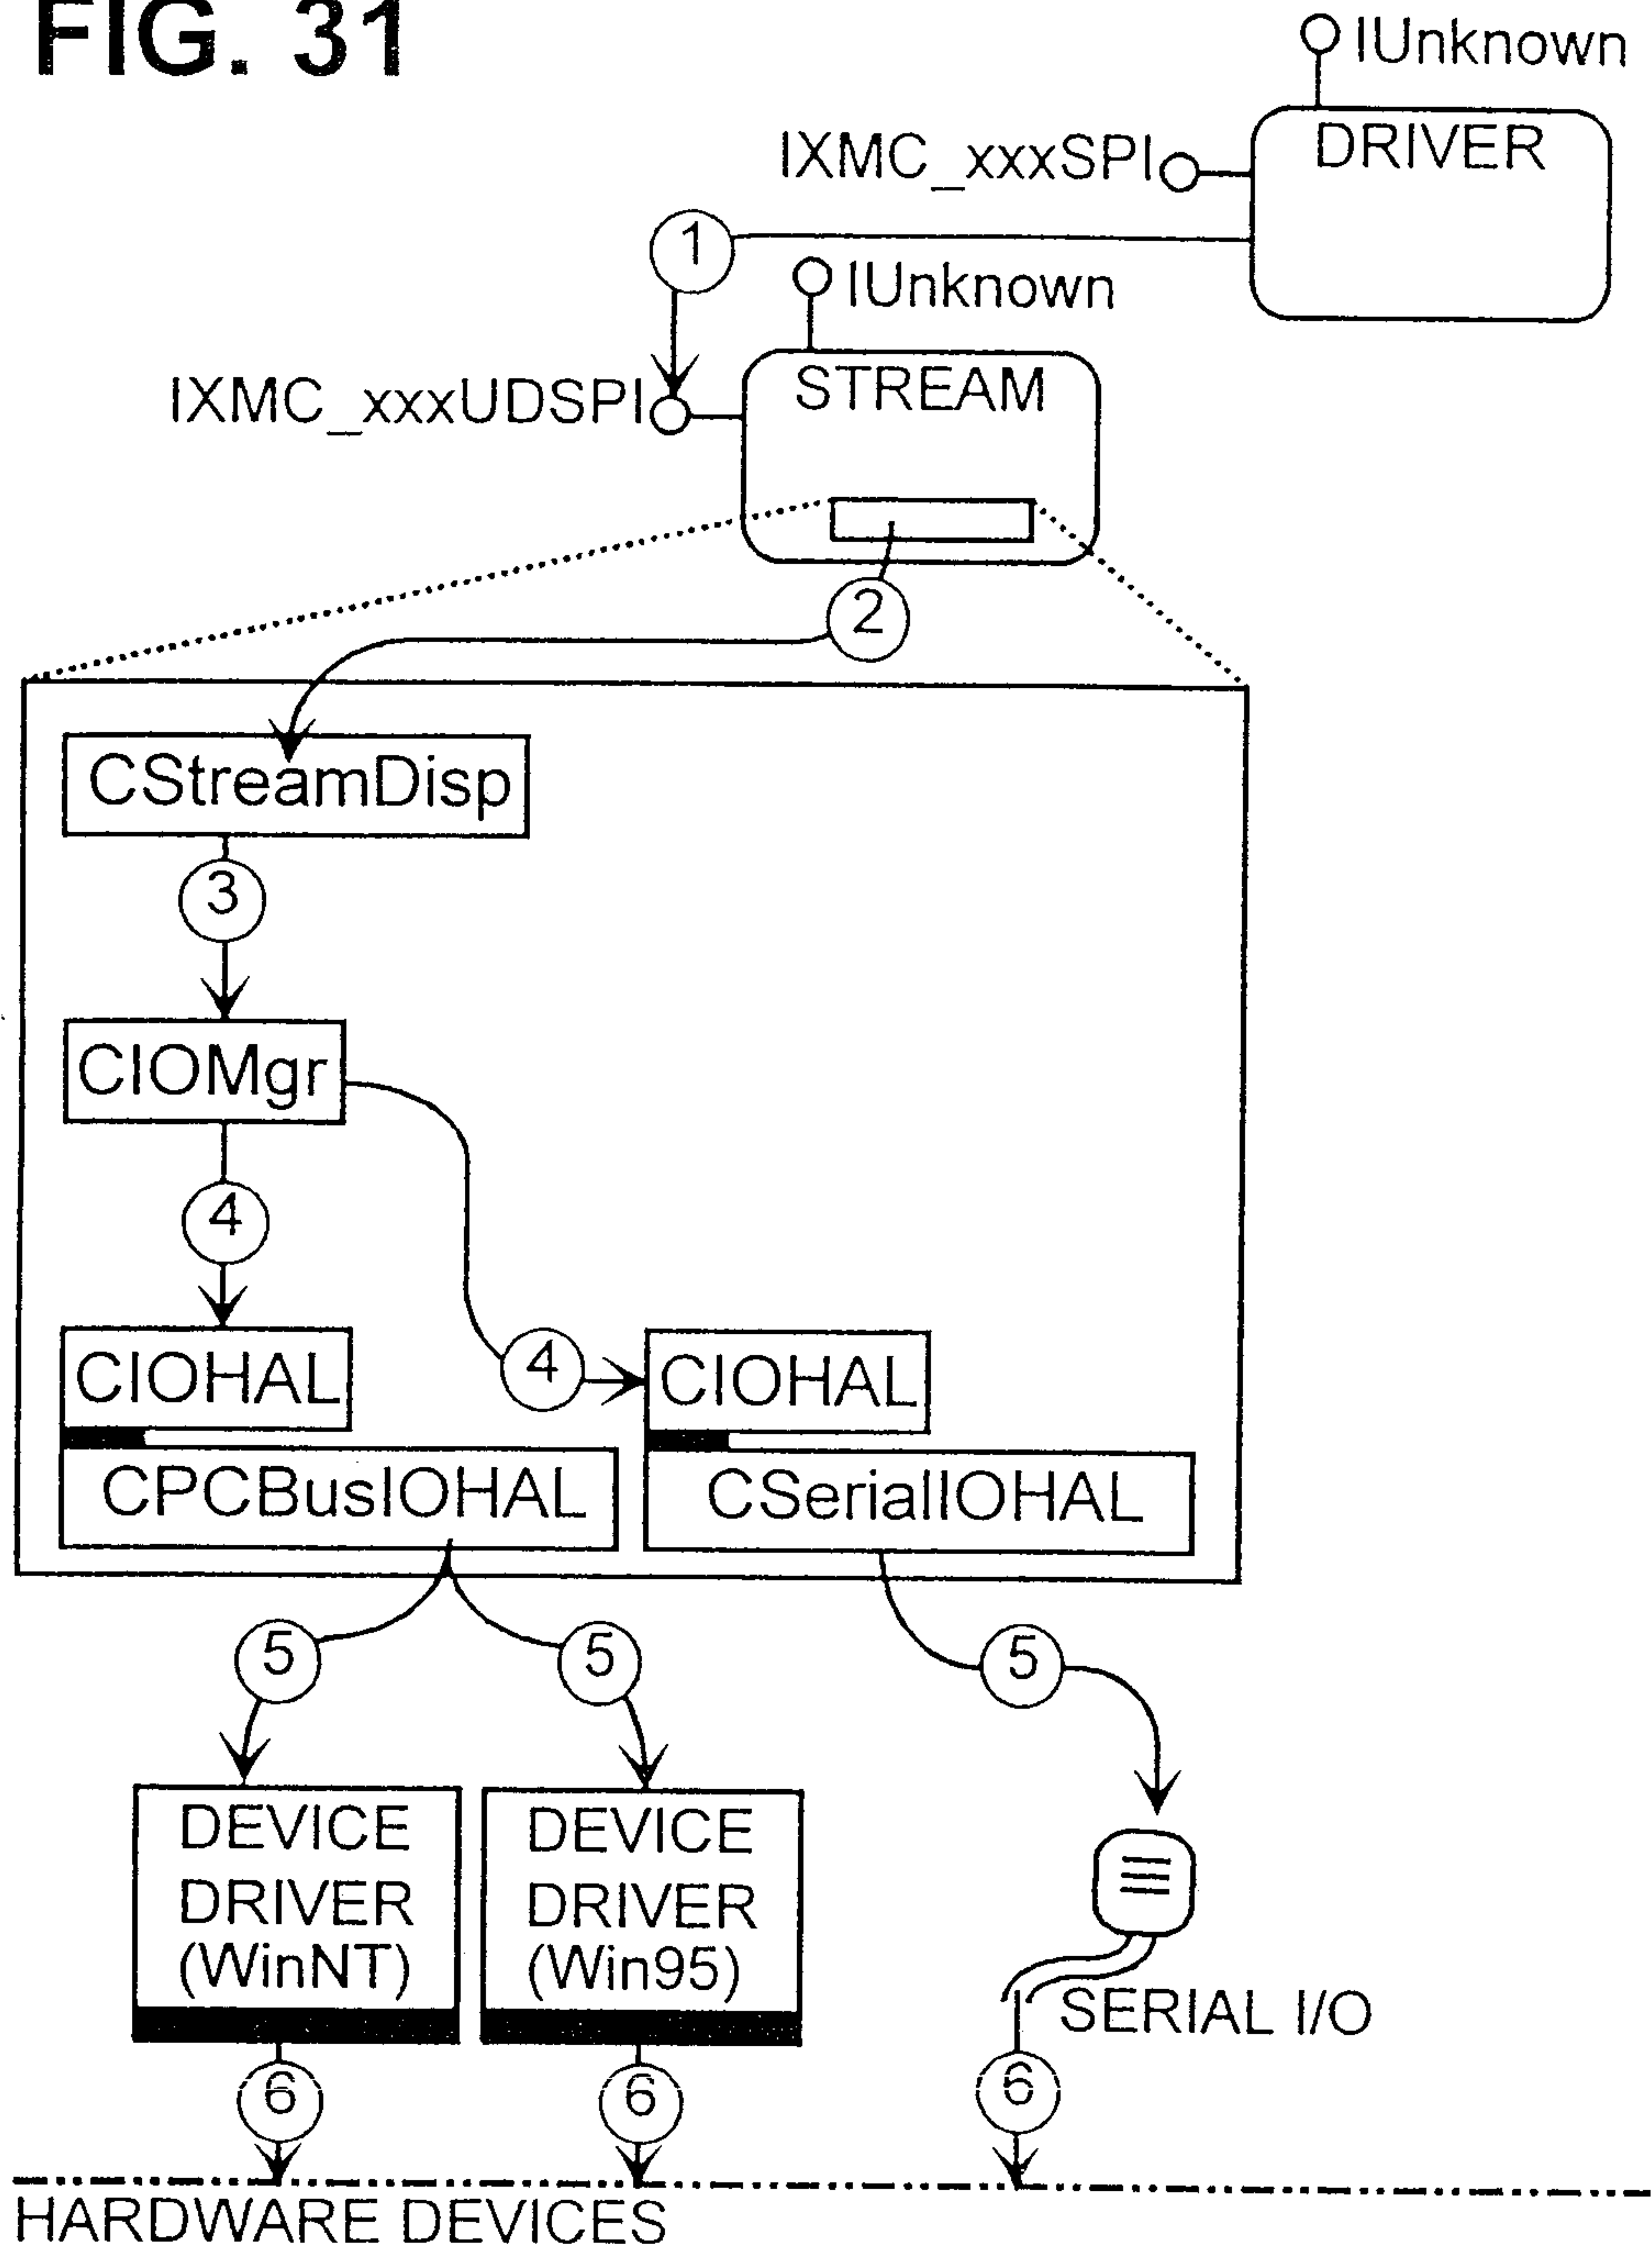 FIG. 31
IUnknown
DRIVER
IXMC_xxxSPI
1
IUnknown
STREAM
IXMC_xxxUDSPI
2
CStreamDisp
3
CIOMgr
4
4
CIOHAL
CIOHAL
CPCBusIOHAL
CSerialIOHAL
5
5
5
DEVICE
DRIVER
(WinNT)
DEVICE
DRIVER
(Win95)
SERIAL I/O
6
6
6
HARDWARE DEVICES